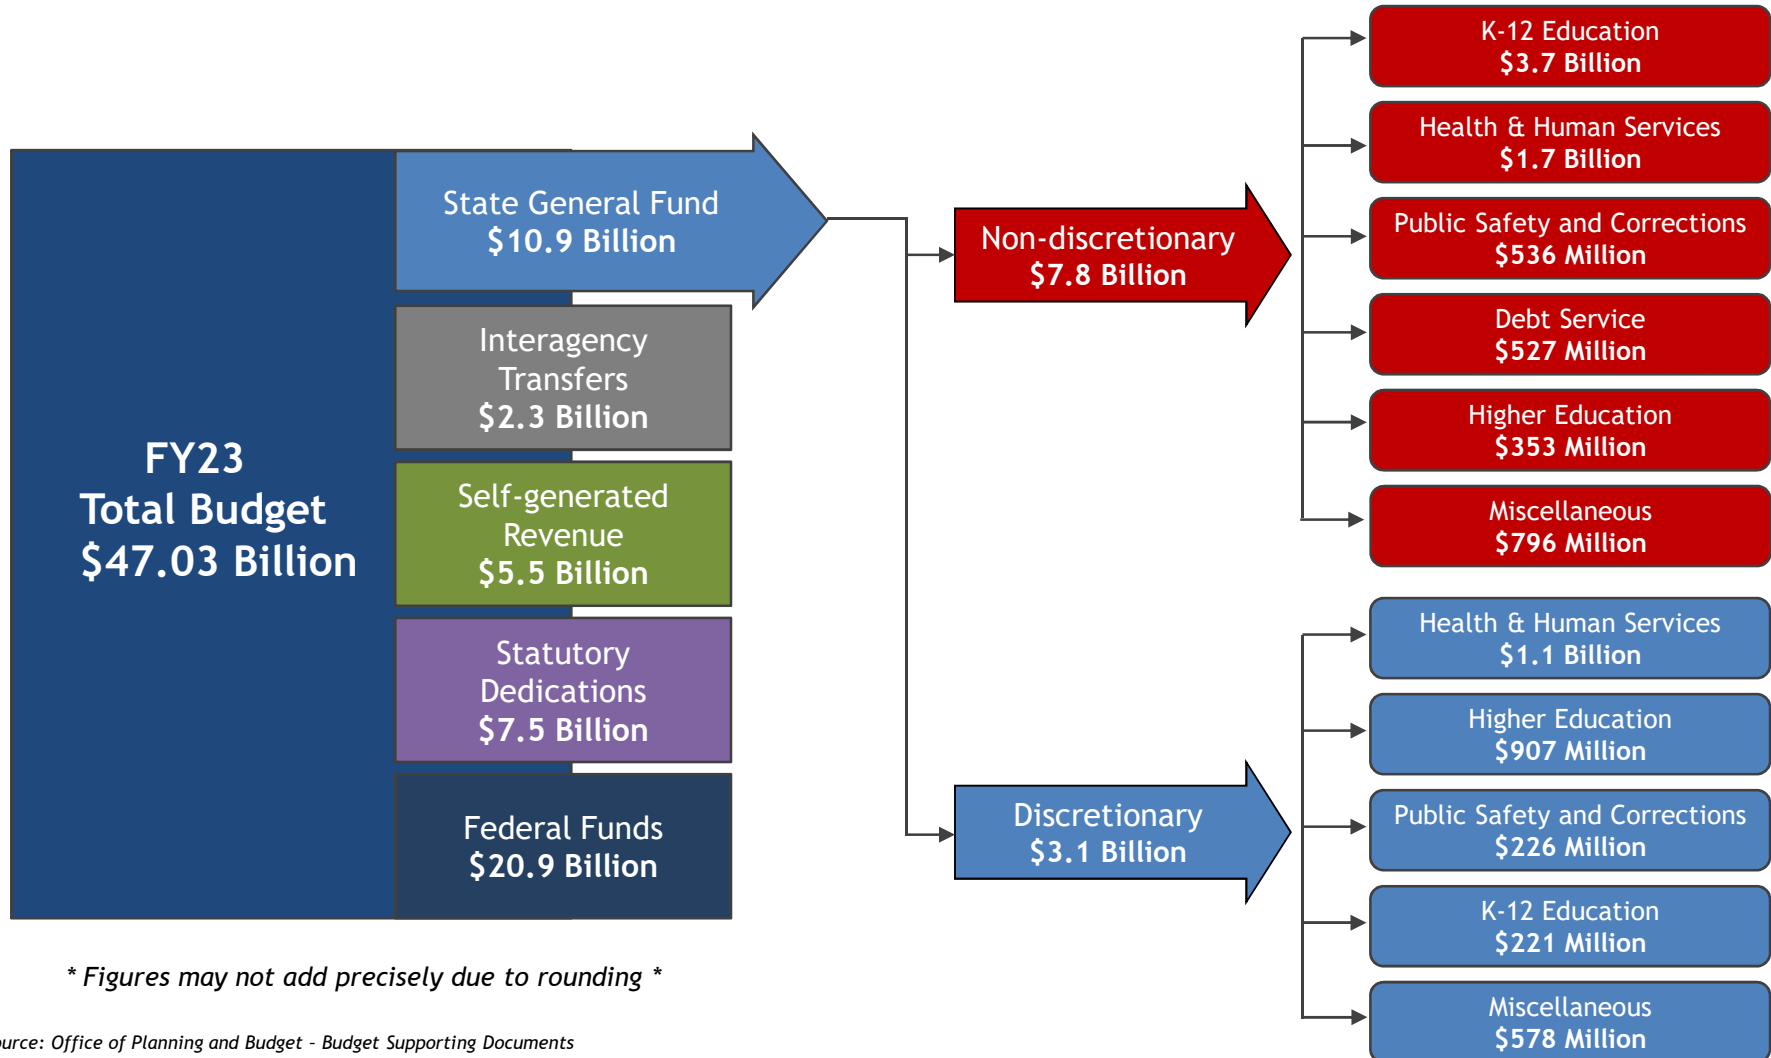 FY23
Total Budget
$47.03 Billion
State General Fund
$10.9 Billion
Interagency
Transfers
$2.3 Billion
Self-generated
Revenue
$5.5 Billion
Statutory
Dedications
$7.5 Billion
Federal Funds
$20.9 Billion
Non-discretionary
$7.8 Billion
K-12 Education
$3.7 Billion
Health & Human Services
$1.7 Billion
Public Safety and Corrections
$536 Million
Debt Service
$527 Million
Higher Education
$353 Million
Miscellaneous
$796 Million
Discretionary
$3.1 Billion
Health & Human Services
$1.1 Billion
Higher Education
$907 Million
Public Safety and Corrections
$226 Million
K-12 Education
$221 Million
Miscellaneous
$578 Million
* Figures may not add precisely due to rounding *
ource: Office of Planning and Budget - Budget Supporting Documents